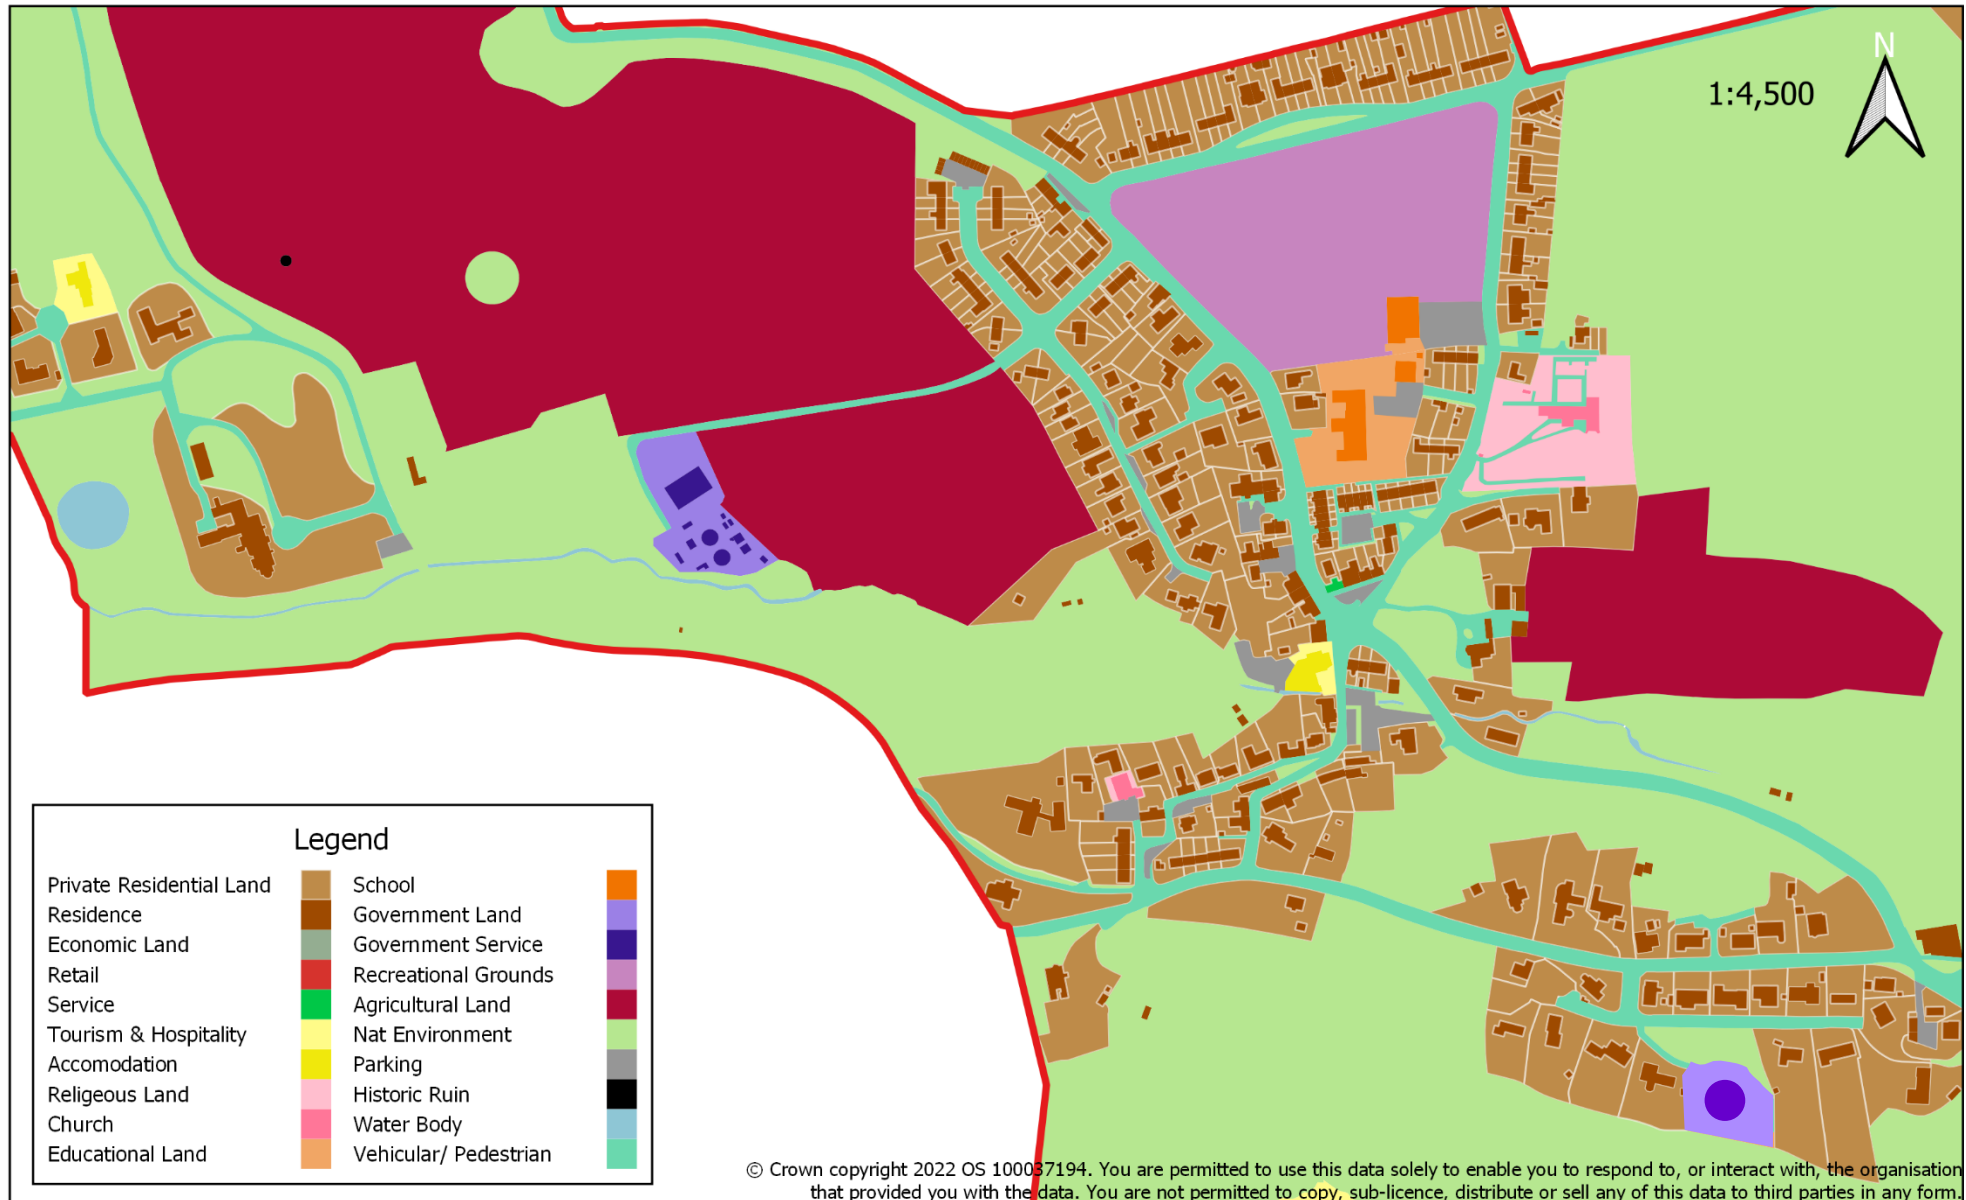 N
1:4,500
Legend
Private Residential Land
School
Residence
Government Land
Economic Land
Government Service
Retail
Recreational Grounds
Service
Agricultural Land
Tourism & Hospitality
Nat Environment
Accomodation
Parking
Religeous Land
Historic Ruin
Church
Water Body
Educational Land
Vehicular/ Pedestrian
© Crown copyright 2022 OS 100037194. You are permitted to use this data solely to enable you to respond to, or interact with, the organisation
that provided you with the data. You are not permitted to copy, sub-licence, distribute or sell any of this data to third parties in any form.